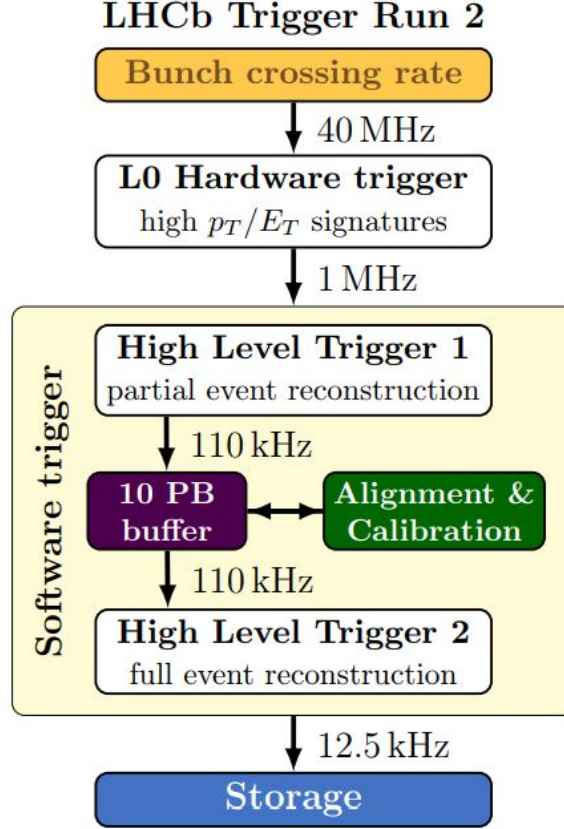 LHCb Trigger Run 2
Bunch crossing rate
40 MHz
L0 Hardware trigger
high p_T/E_T signatures
1 MHz
Software trigger
High Level Trigger 1
partial event reconstruction
110 kHz
10 PB
buffer
Alignment &
Calibration
110 kHz
High Level Trigger 2
full event reconstruction
12.5 kHz
Storage